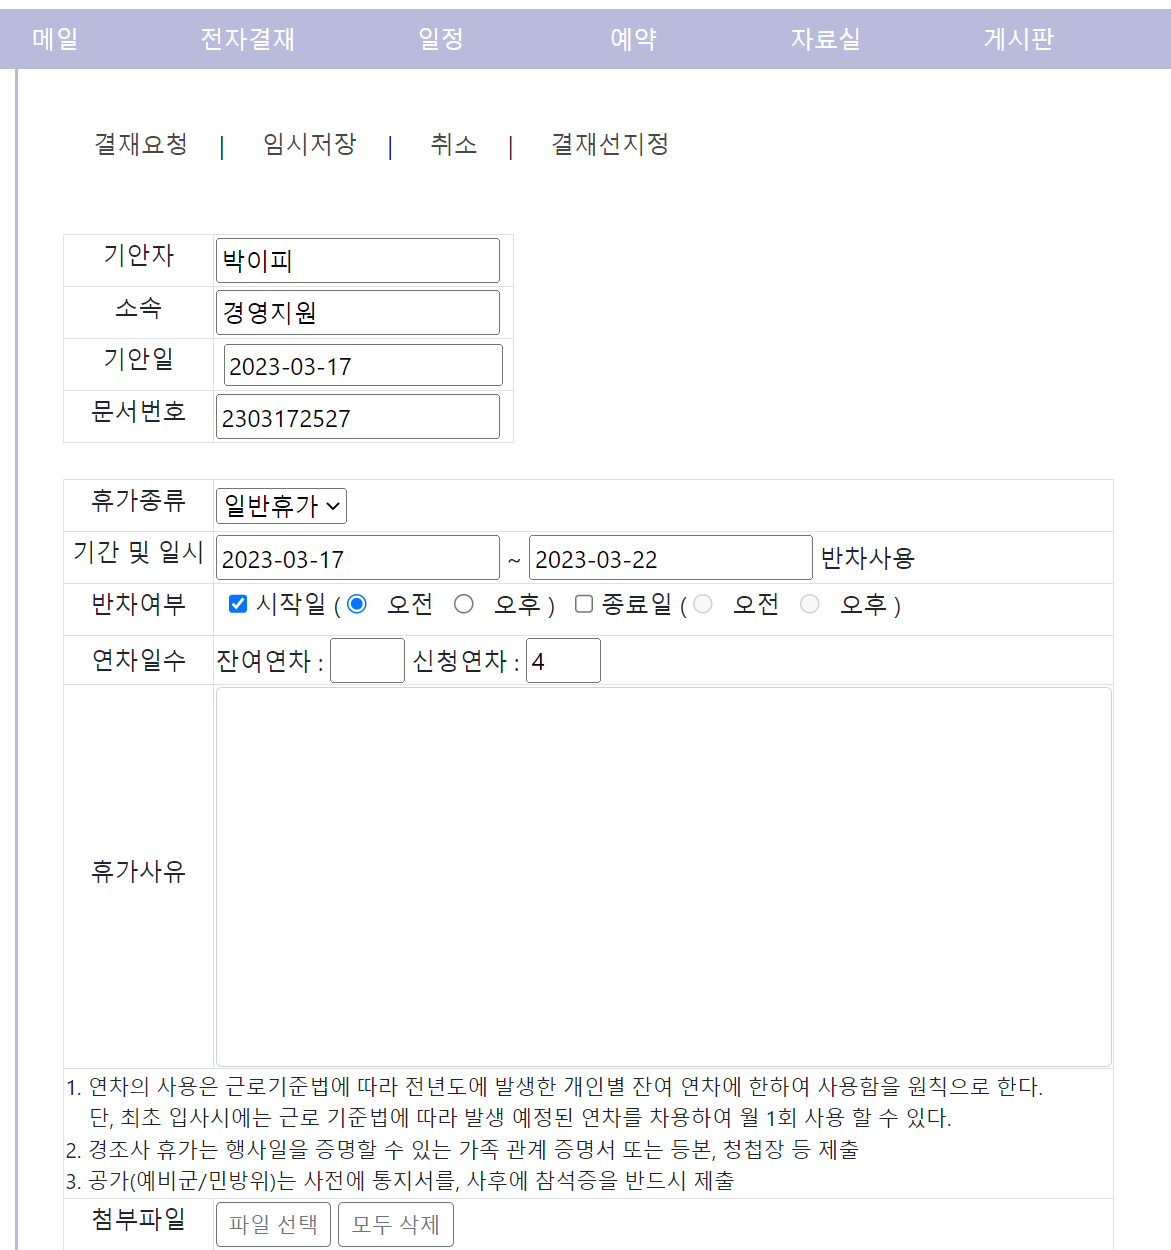 메일 전자결재 일정 예약 자료실 게시판
결재요청 | 임시저장 | 취소 | 결재선지정
기안자 박이피
소속 경영지원
기안일 2023-03-17
문서번호 2303172527
휴가종류 일반휴가
기간 및 일시 2023-03-17 ~ 2023-03-22 반차사용
반차여부 시작일 ( 오전 오후 ) 종료일 ( 오전 오후 )
연차일수 잔여연차 : 신청연차 : 4
휴가사유
1. 연차의 사용은 근로기준법에 따라 전년도에 발생한 개인별 잔여 연차에 한하여 사용함을 원칙으로 한다.
단, 최초 입사시에는 근로 기준법에 따라 발생 예정된 연차를 차용하여 월 1회 사용 할 수 있다.
2. 경조사 휴가는 행사일을 증명할 수 있는 가족 관계 증명서 또는 등본, 청첩장 등 제출
3. 공가(예비군/민방위)는 사전에 통지서를, 사후에 참석증을 반드시 제출
첨부파일 파일 선택 모두 삭제